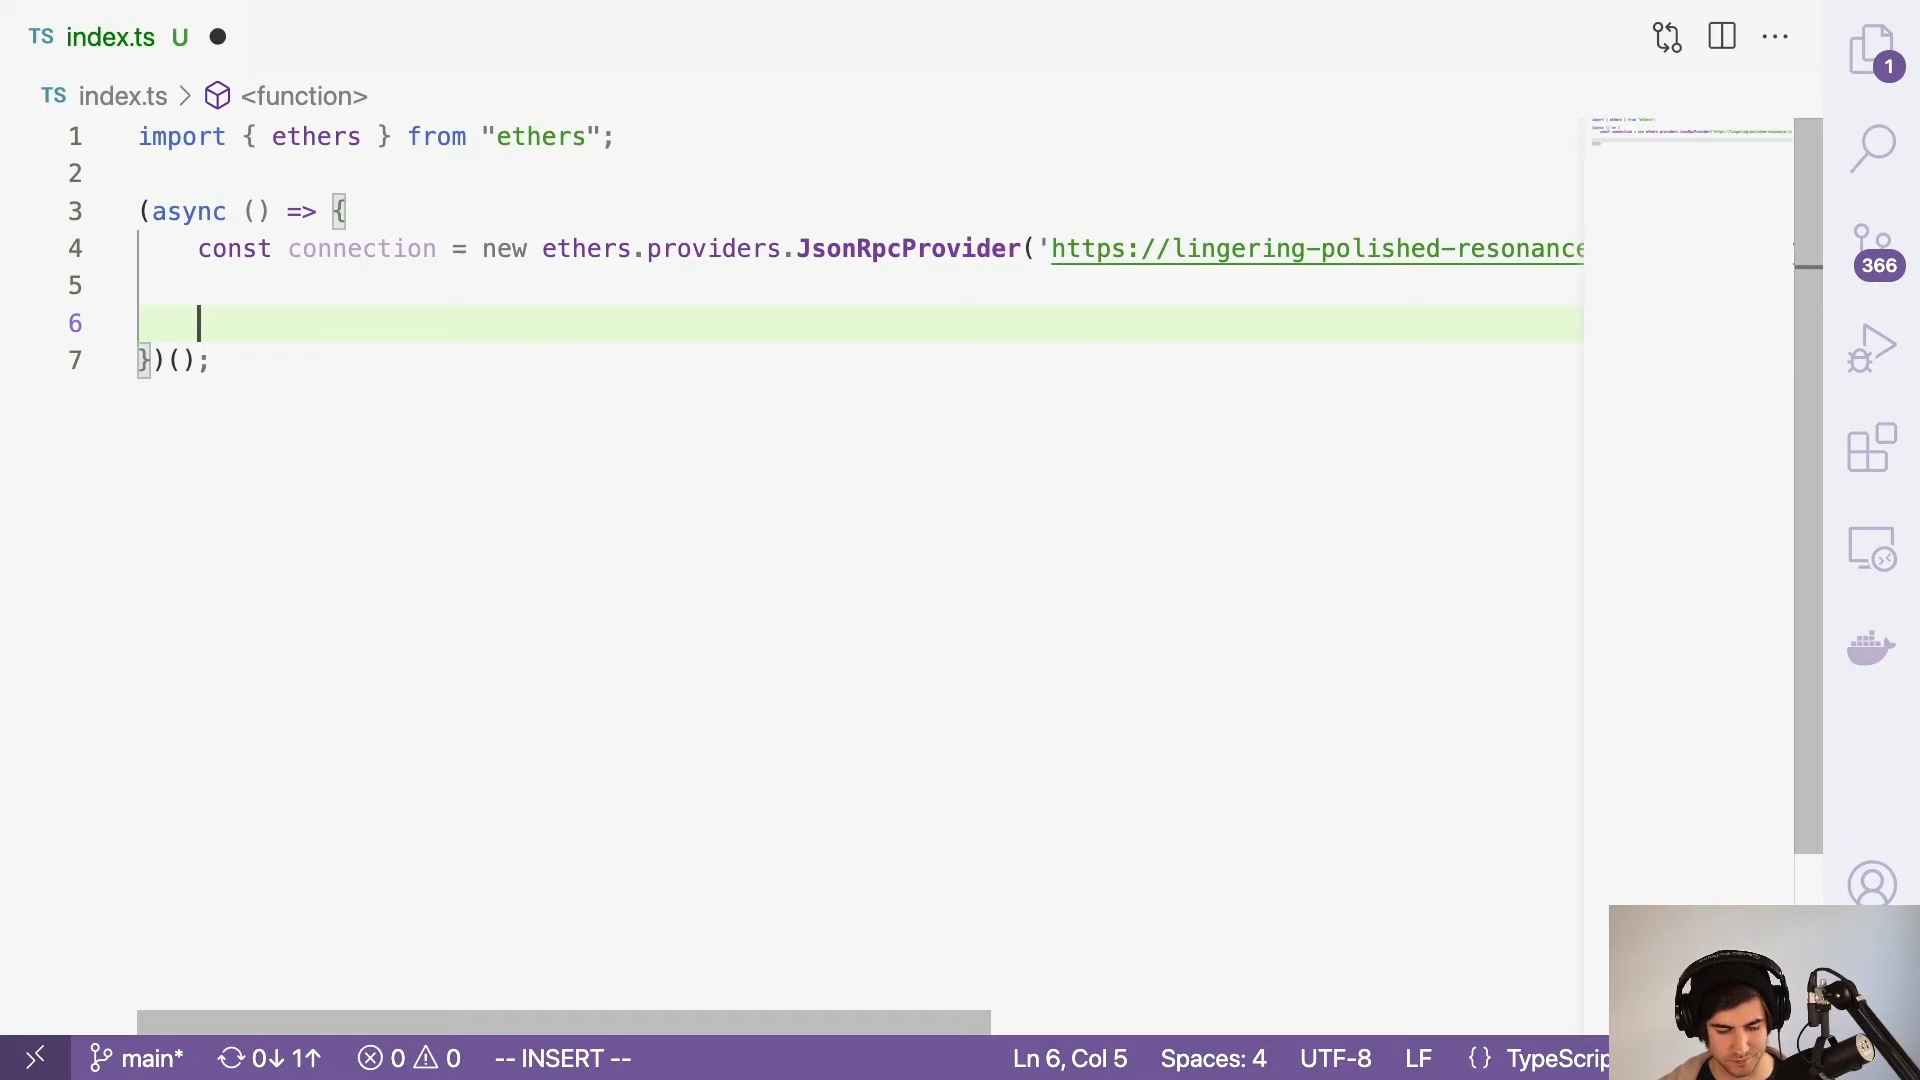 TS index.ts U
TS index.ts > <function>
1 import { ethers } from "ethers";
2
3 (async () => {
4 const connection = new ethers.providers.JsonRpcProvider('https://lingering-polished-resonance
5
6
7 })();
1
366
main* 0↓ 1↑ 0 0 -- INSERT -- Ln 6, Col 5 Spaces: 4 UTF-8 LF {} TypeScrip